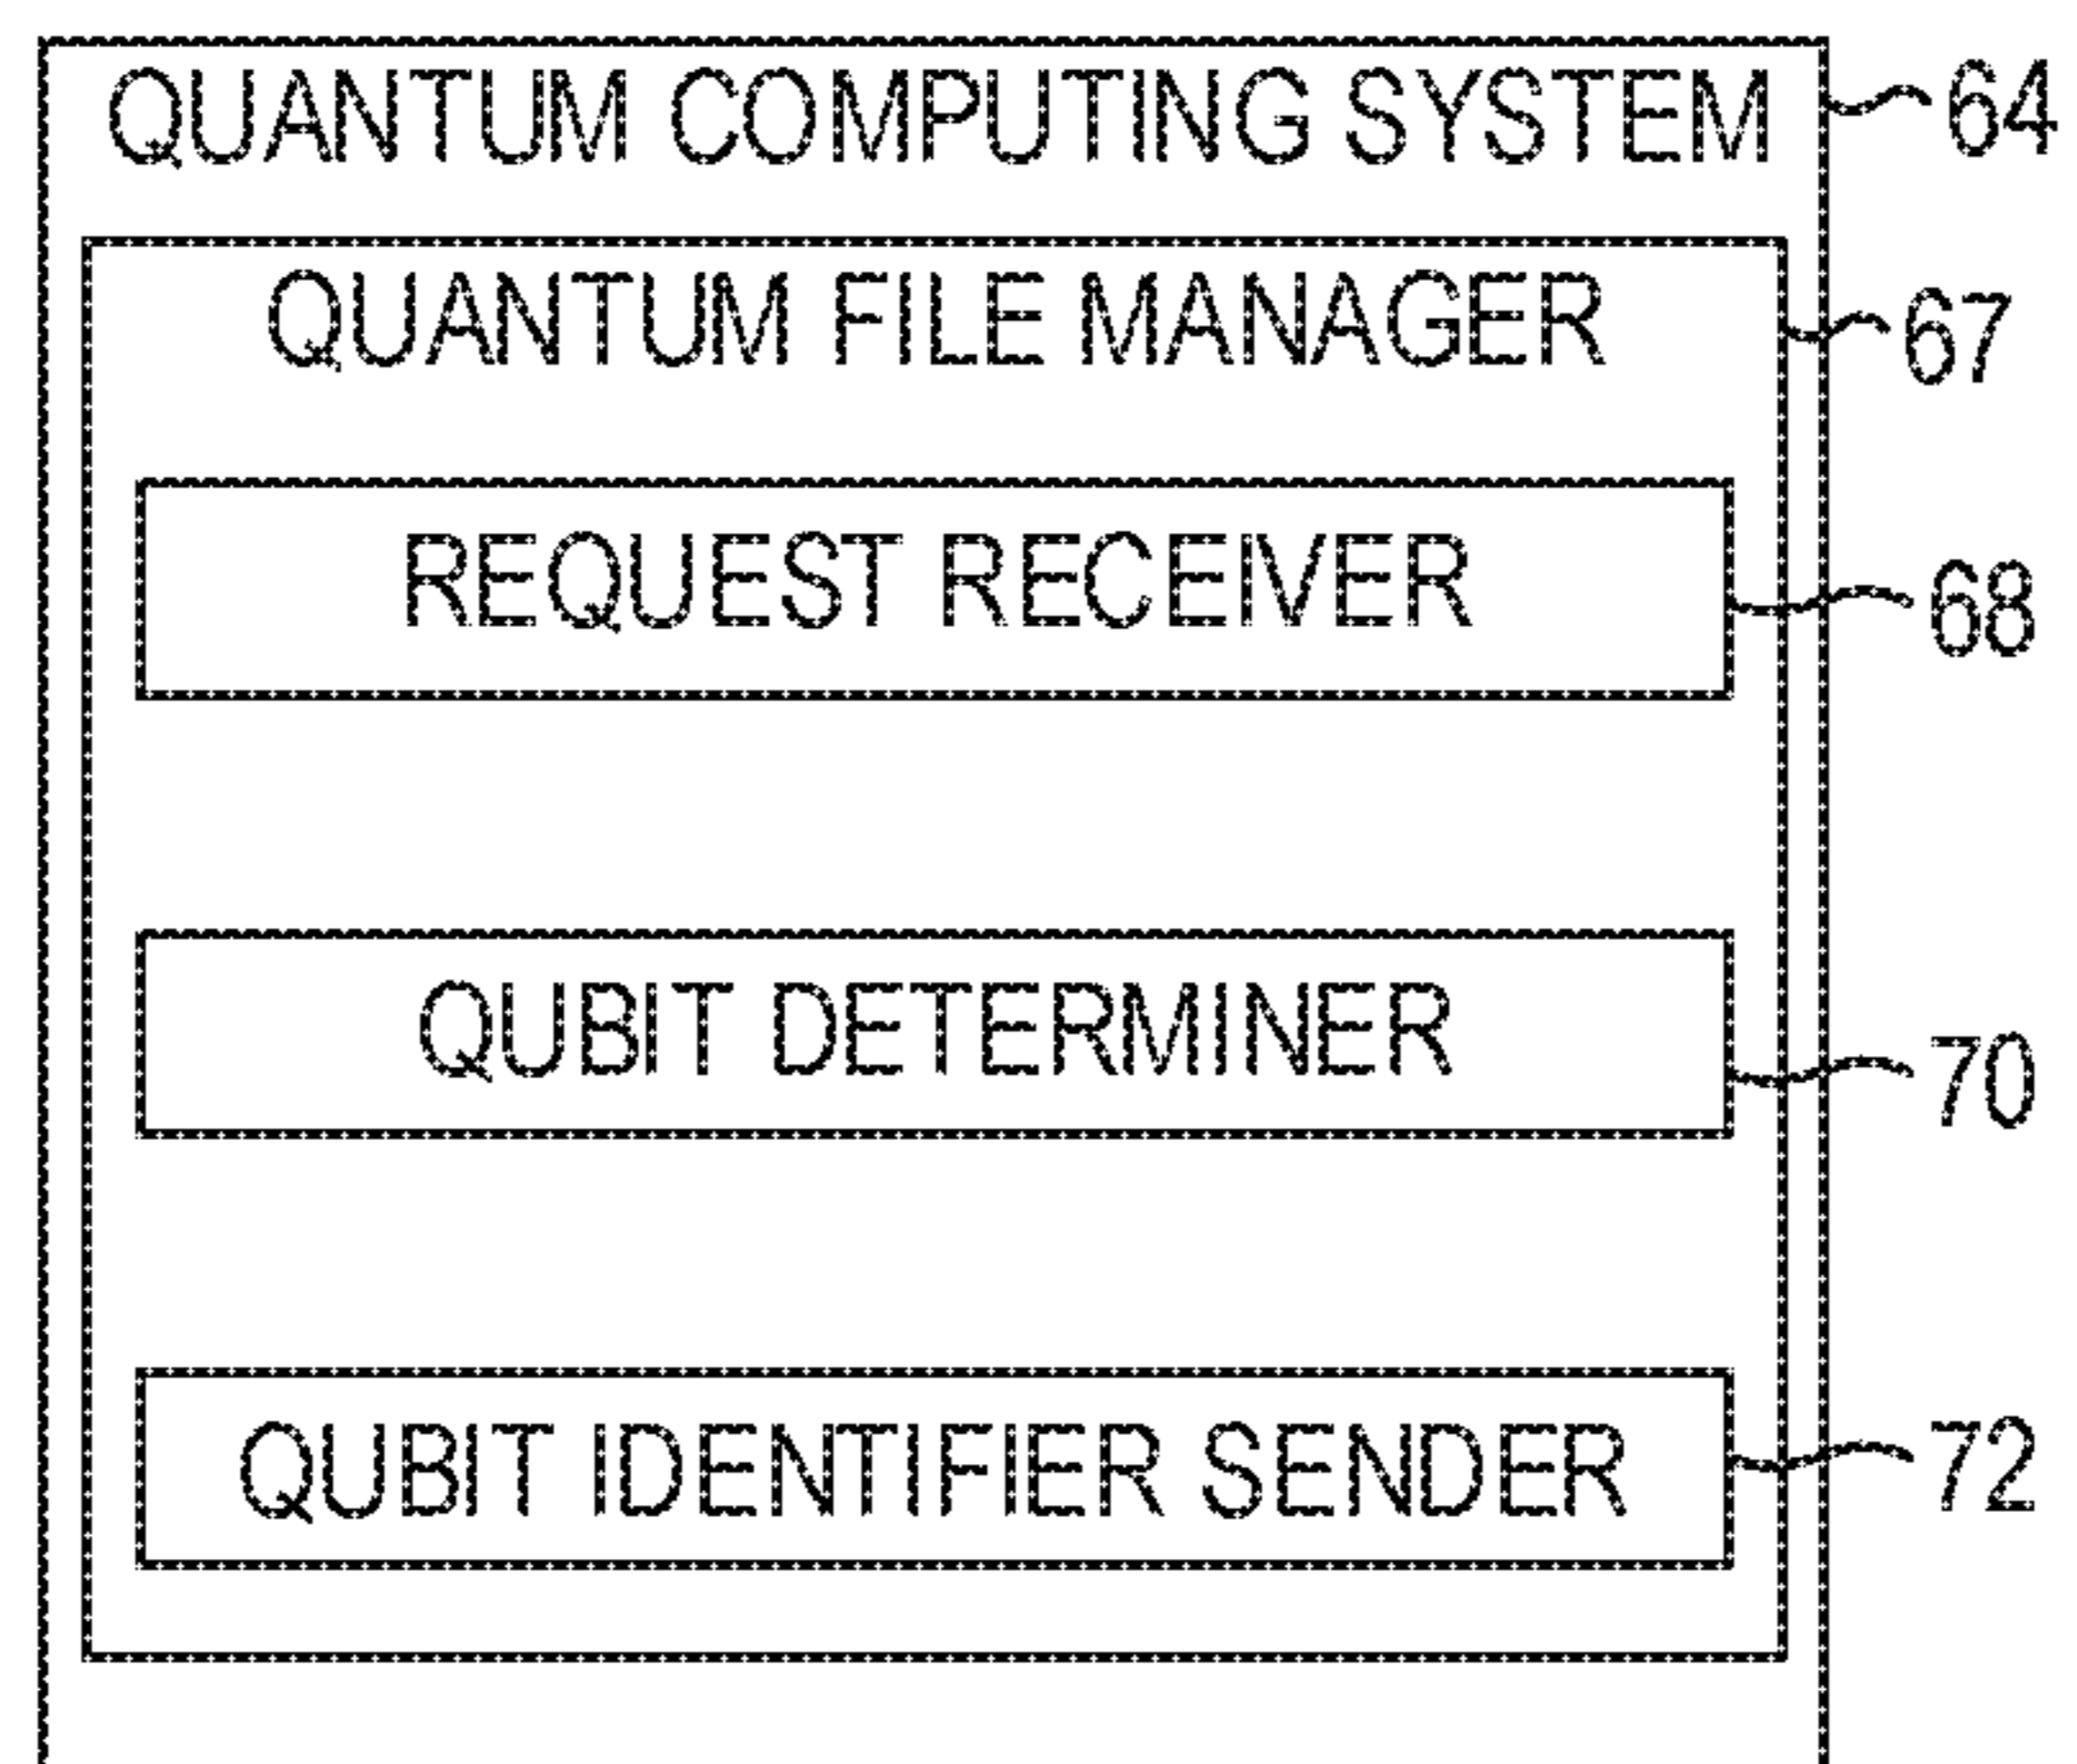 QUANTUM COMPUTING SYSTEM 64
QUANTUM FILE MANAGER 67
REQUEST RECEIVER 68
QUBIT DETERMINER 70
QUBIT IDENTIFIER SENDER 72